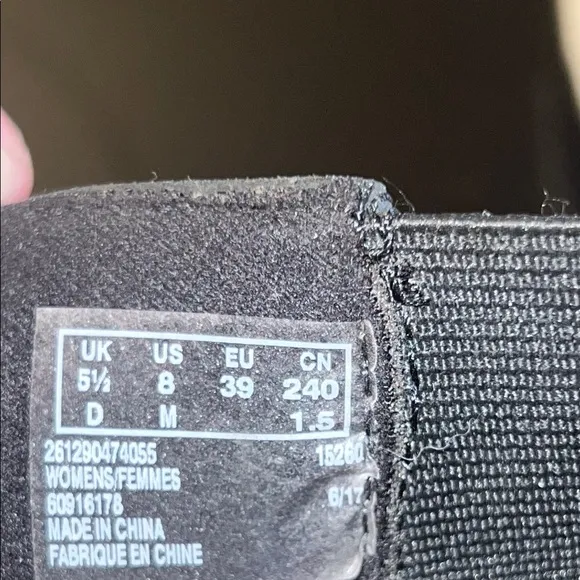 UK US EU CN
5½ 8 39 240
D M 1.5
261290474055 15260
WOMENS/FEMMES
60916178 6/17
MADE IN CHINA
FABRIQUE EN CHINE